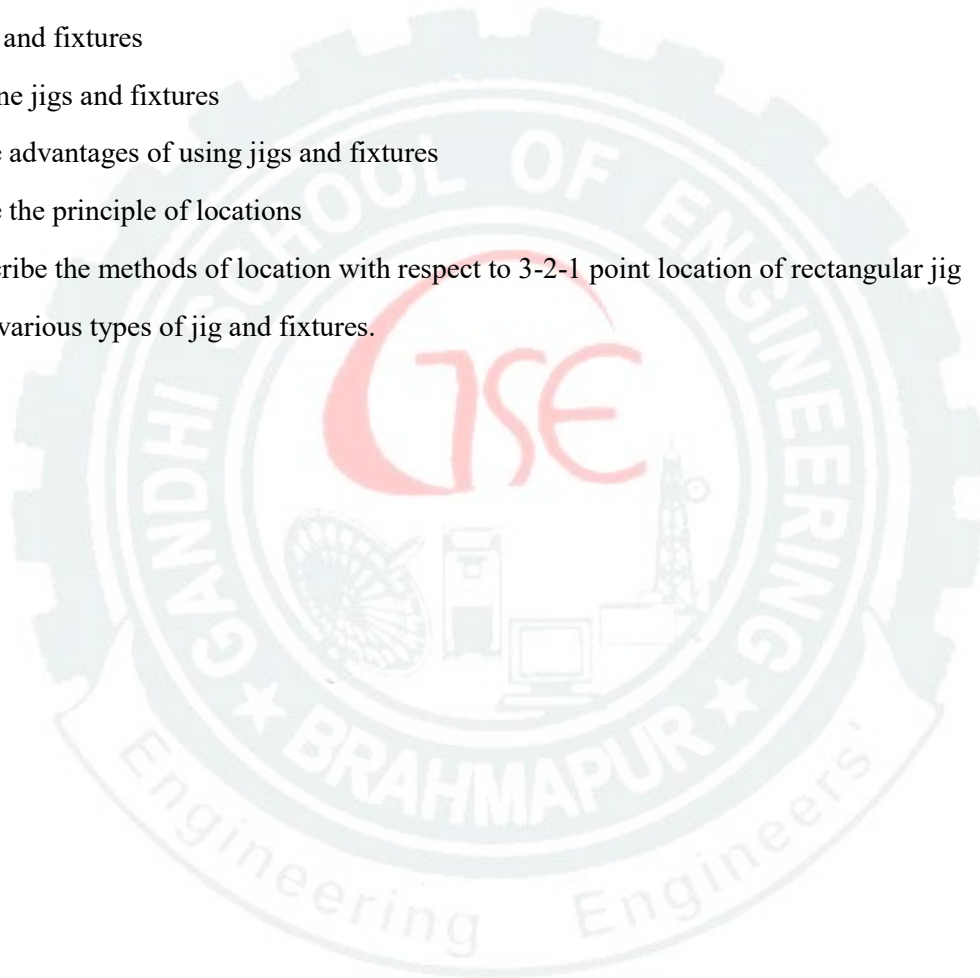 and fixtures
ne jigs and fixtures
e advantages of using jigs and fixtures
e the principle of locations
cribe the methods of location with respect to 3-2-1 point location of rectangular jig
various types of jig and fixtures.
GANDHI SCHOOL OF ENGINEERING
GSE
★ BRAHMAPUR ★
Engineering Engineers'